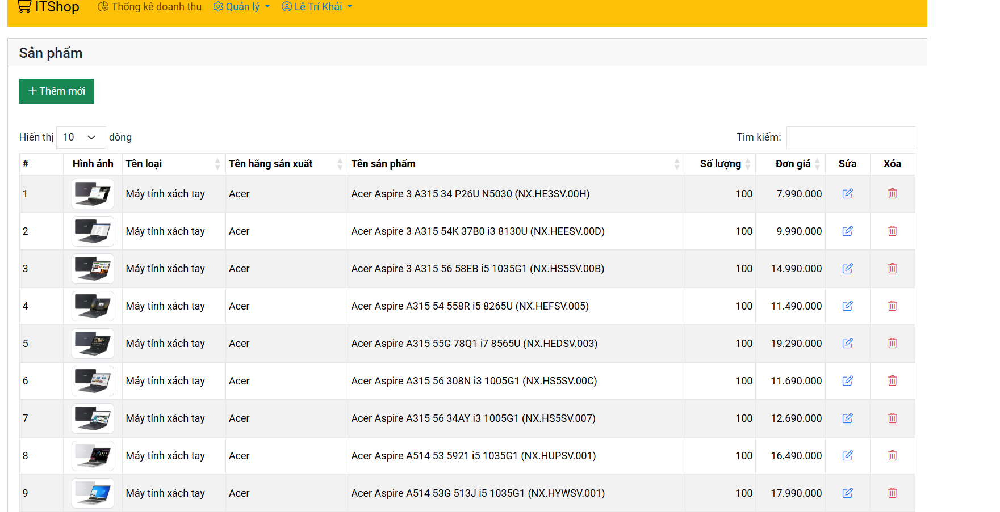 ITShop Thống kê doanh thu Quản lý Lê Trí Khải
Sản phẩm
Thêm mới
Hiển thị 10 dòng Tìm kiếm:
# Hình ảnh Tên loại Tên hãng sản xuất Tên sản phẩm Số lượng Đơn giá Sửa Xóa
1 Máy tính xách tay Acer Acer Aspire 3 A315 34 P26U N5030 (NX.HE3SV.00H) 100 7.990.000
2 Máy tính xách tay Acer Acer Aspire 3 A315 54K 37B0 i3 8130U (NX.HEESV.00D) 100 9.990.000
3 Máy tính xách tay Acer Acer Aspire 3 A315 56 58EB i5 1035G1 (NX.HS5SV.00B) 100 14.990.000
4 Máy tính xách tay Acer Acer Aspire A315 54 558R i5 8265U (NX.HEFSV.005) 100 11.490.000
5 Máy tính xách tay Acer Acer Aspire A315 55G 78Q1 i7 8565U (NX.HEDSV.003) 100 19.290.000
6 Máy tính xách tay Acer Acer Aspire A315 56 308N i3 1005G1 (NX.HS5SV.00C) 100 11.690.000
7 Máy tính xách tay Acer Acer Aspire A315 56 34AY i3 1005G1 (NX.HS5SV.007) 100 12.690.000
8 Máy tính xách tay Acer Acer Aspire A514 53 5921 i5 1035G1 (NX.HUPSV.001) 100 16.490.000
9 Máy tính xách tay Acer Acer Aspire A514 53G 513J i5 1035G1 (NX.HYWSV.001) 100 17.990.000